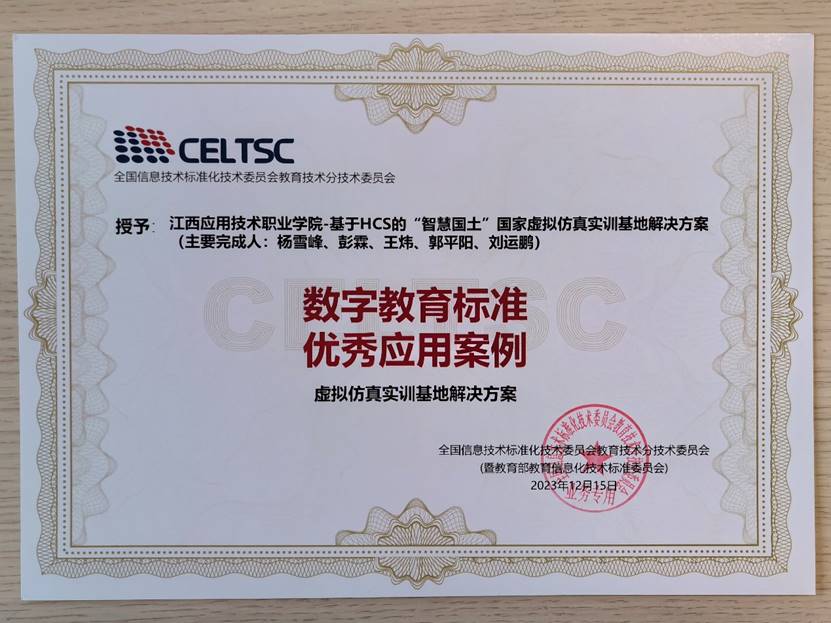 CELTSC
全国信息技术标准化技术委员会教育技术分技术委员会
授予：江西应用技术职业学院-基于HCS的“智慧国土”国家虚拟仿真实训基地解决方案
（主要完成人：杨雪峰、彭霖、王炜、郭平阳、刘运鹏）
CELTSC
数字教育标准
优秀应用案例
虚拟仿真实训基地解决方案
全国信息技术标准化技术委员会教育技术分技术委员会
(暨教育部教育信息化技术标准委员会)
2023年12月15日
业务专用